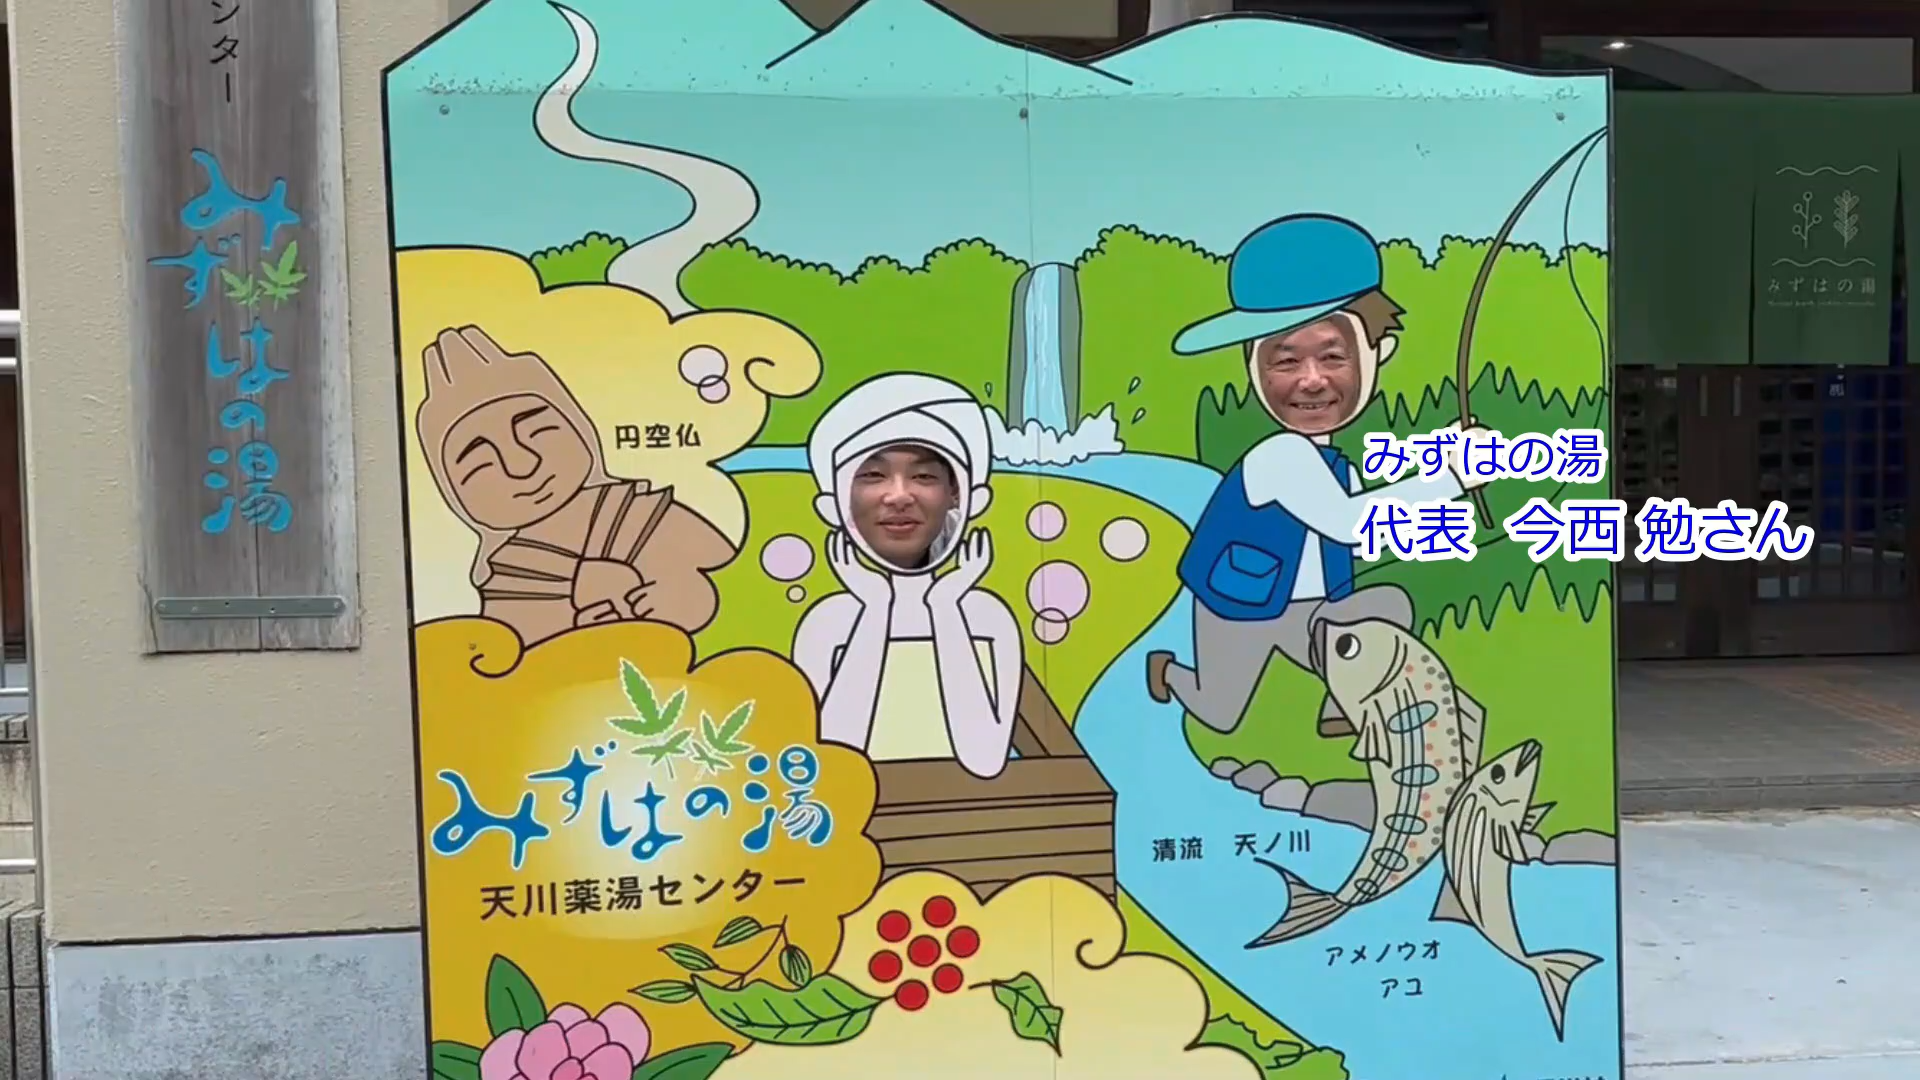 ンター
みずはの湯
円空仏
みずはの湯
みずはの湯
代表 今西 勉さん
みずはの湯
天川薬湯センター
清流 天ノ川
アメノウオ
アユ